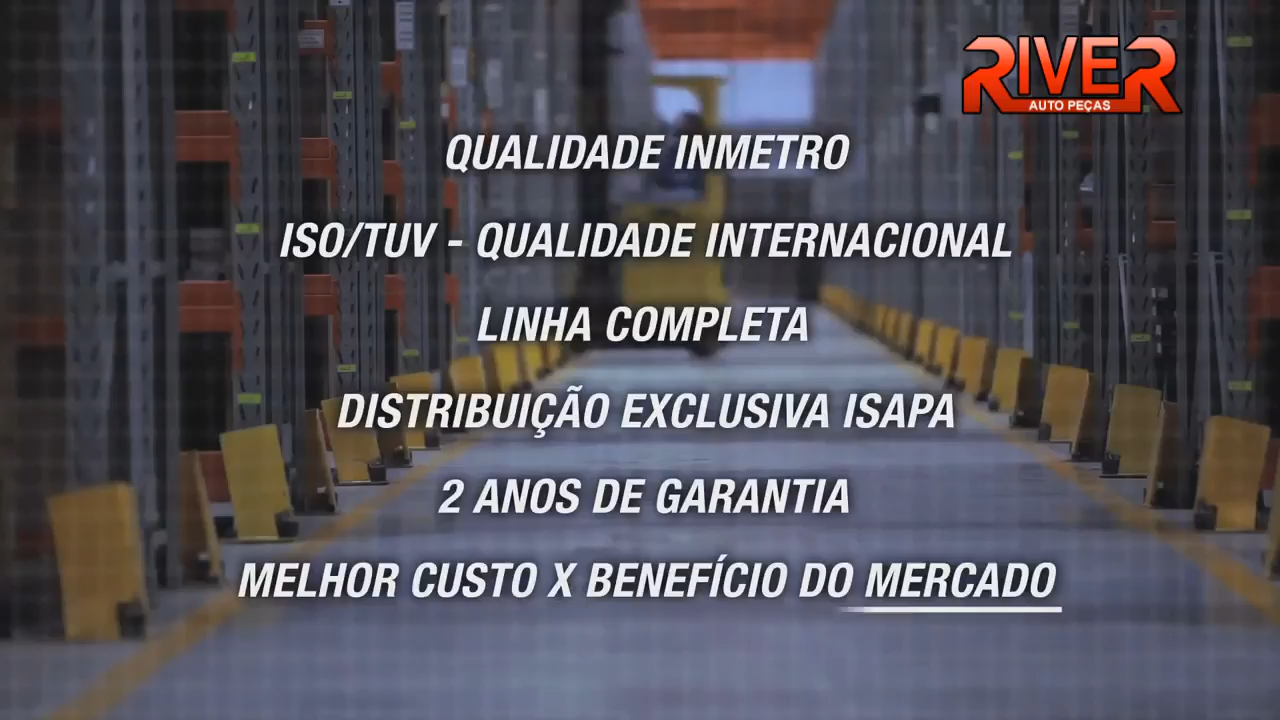 RIVER
AUTO PEÇAS
QUALIDADE INMETRO
ISO/TUV - QUALIDADE INTERNACIONAL
LINHA COMPLETA
DISTRIBUIÇÃO EXCLUSIVA ISAPA
2 ANOS DE GARANTIA
MELHOR CUSTO X BENEFÍCIO DO MERCADO